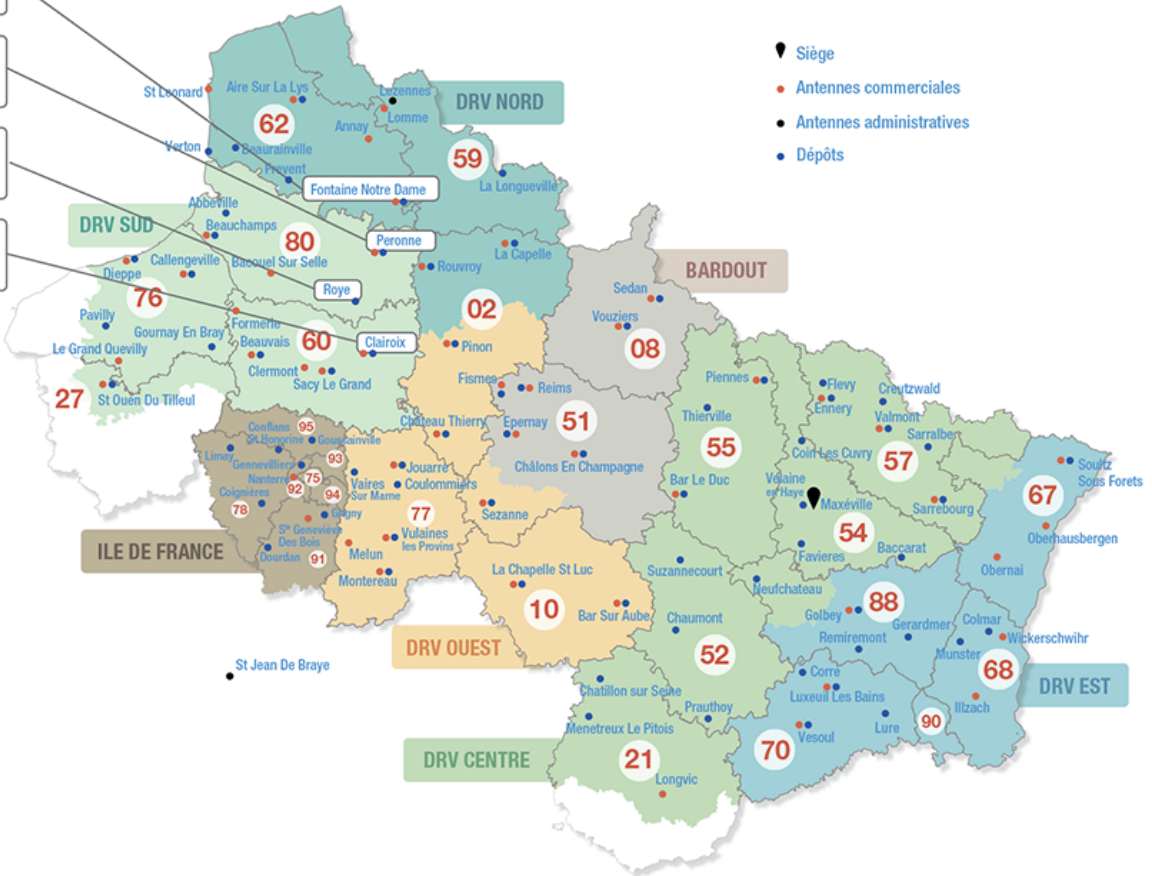 Siège
Antennes commerciales
Antennes administratives
Dépôts
DRV NORD
St Léonard
Aire Sur La Lys
Lezennes
Lomme
62
Annay
Verton
Beaurainville
59
Frevent
La Longueville
Fontaine Notre Dame
DRV SUD
Abbeville
Beauchamps
80
Peronne
La Capelle
Dieppe
Callengeville
Bacouel Sur Selle
Rouvroy
BARDOUT
76
Roye
Sedan
02
Pavilly
Vouziers
Formerie
Gournay En Bray
Beauvais
60
Clairoix
Pinon
08
Le Grand Quevilly
Clermont
Sacy Le Grand
Fismes
Reims
Piennes
Flevy
Creutzwald
27
St Ouen Du Tilleul
Ennery
Valmont
Thierville
Château Thierry
Epernay
51
Conflans
St Honorine
95
Goussainville
Sarralbe
Limay
55
Coin Les Cuvry
57
Gennevilliers
93
Jouarre
Châlons En Champagne
Soultz
Sous Forets
Nanterre
75
Vaires
Sur Marne
Coulommiers
Bar Le Duc
Velaine
en Haye
Maxéville
67
Coignières
92
94
78
Sezanne
Sarrebourg
Grigny
77
Ste Geneviève
Des Bois
54
Oberhausbergen
Vulaines
les Provins
ILE DE FRANCE
Dourdan
91
Melun
Favieres
Baccarat
Obernai
Montereau
La Chapelle St Luc
Suzannecourt
Neufchateau
10
Bar Sur Aube
88
Golbey
Chaumont
Gerardmer
Colmar
Remiremont
Wickerschwihr
DRV OUEST
Munster
52
68
St Jean De Braye
Corre
DRV EST
Chatillon sur Seine
Luxeuil Les Bains
Illzach
Prauthoy
90
Menetreux Le Pitois
Vesoul
Lure
70
DRV CENTRE
21
Longvic